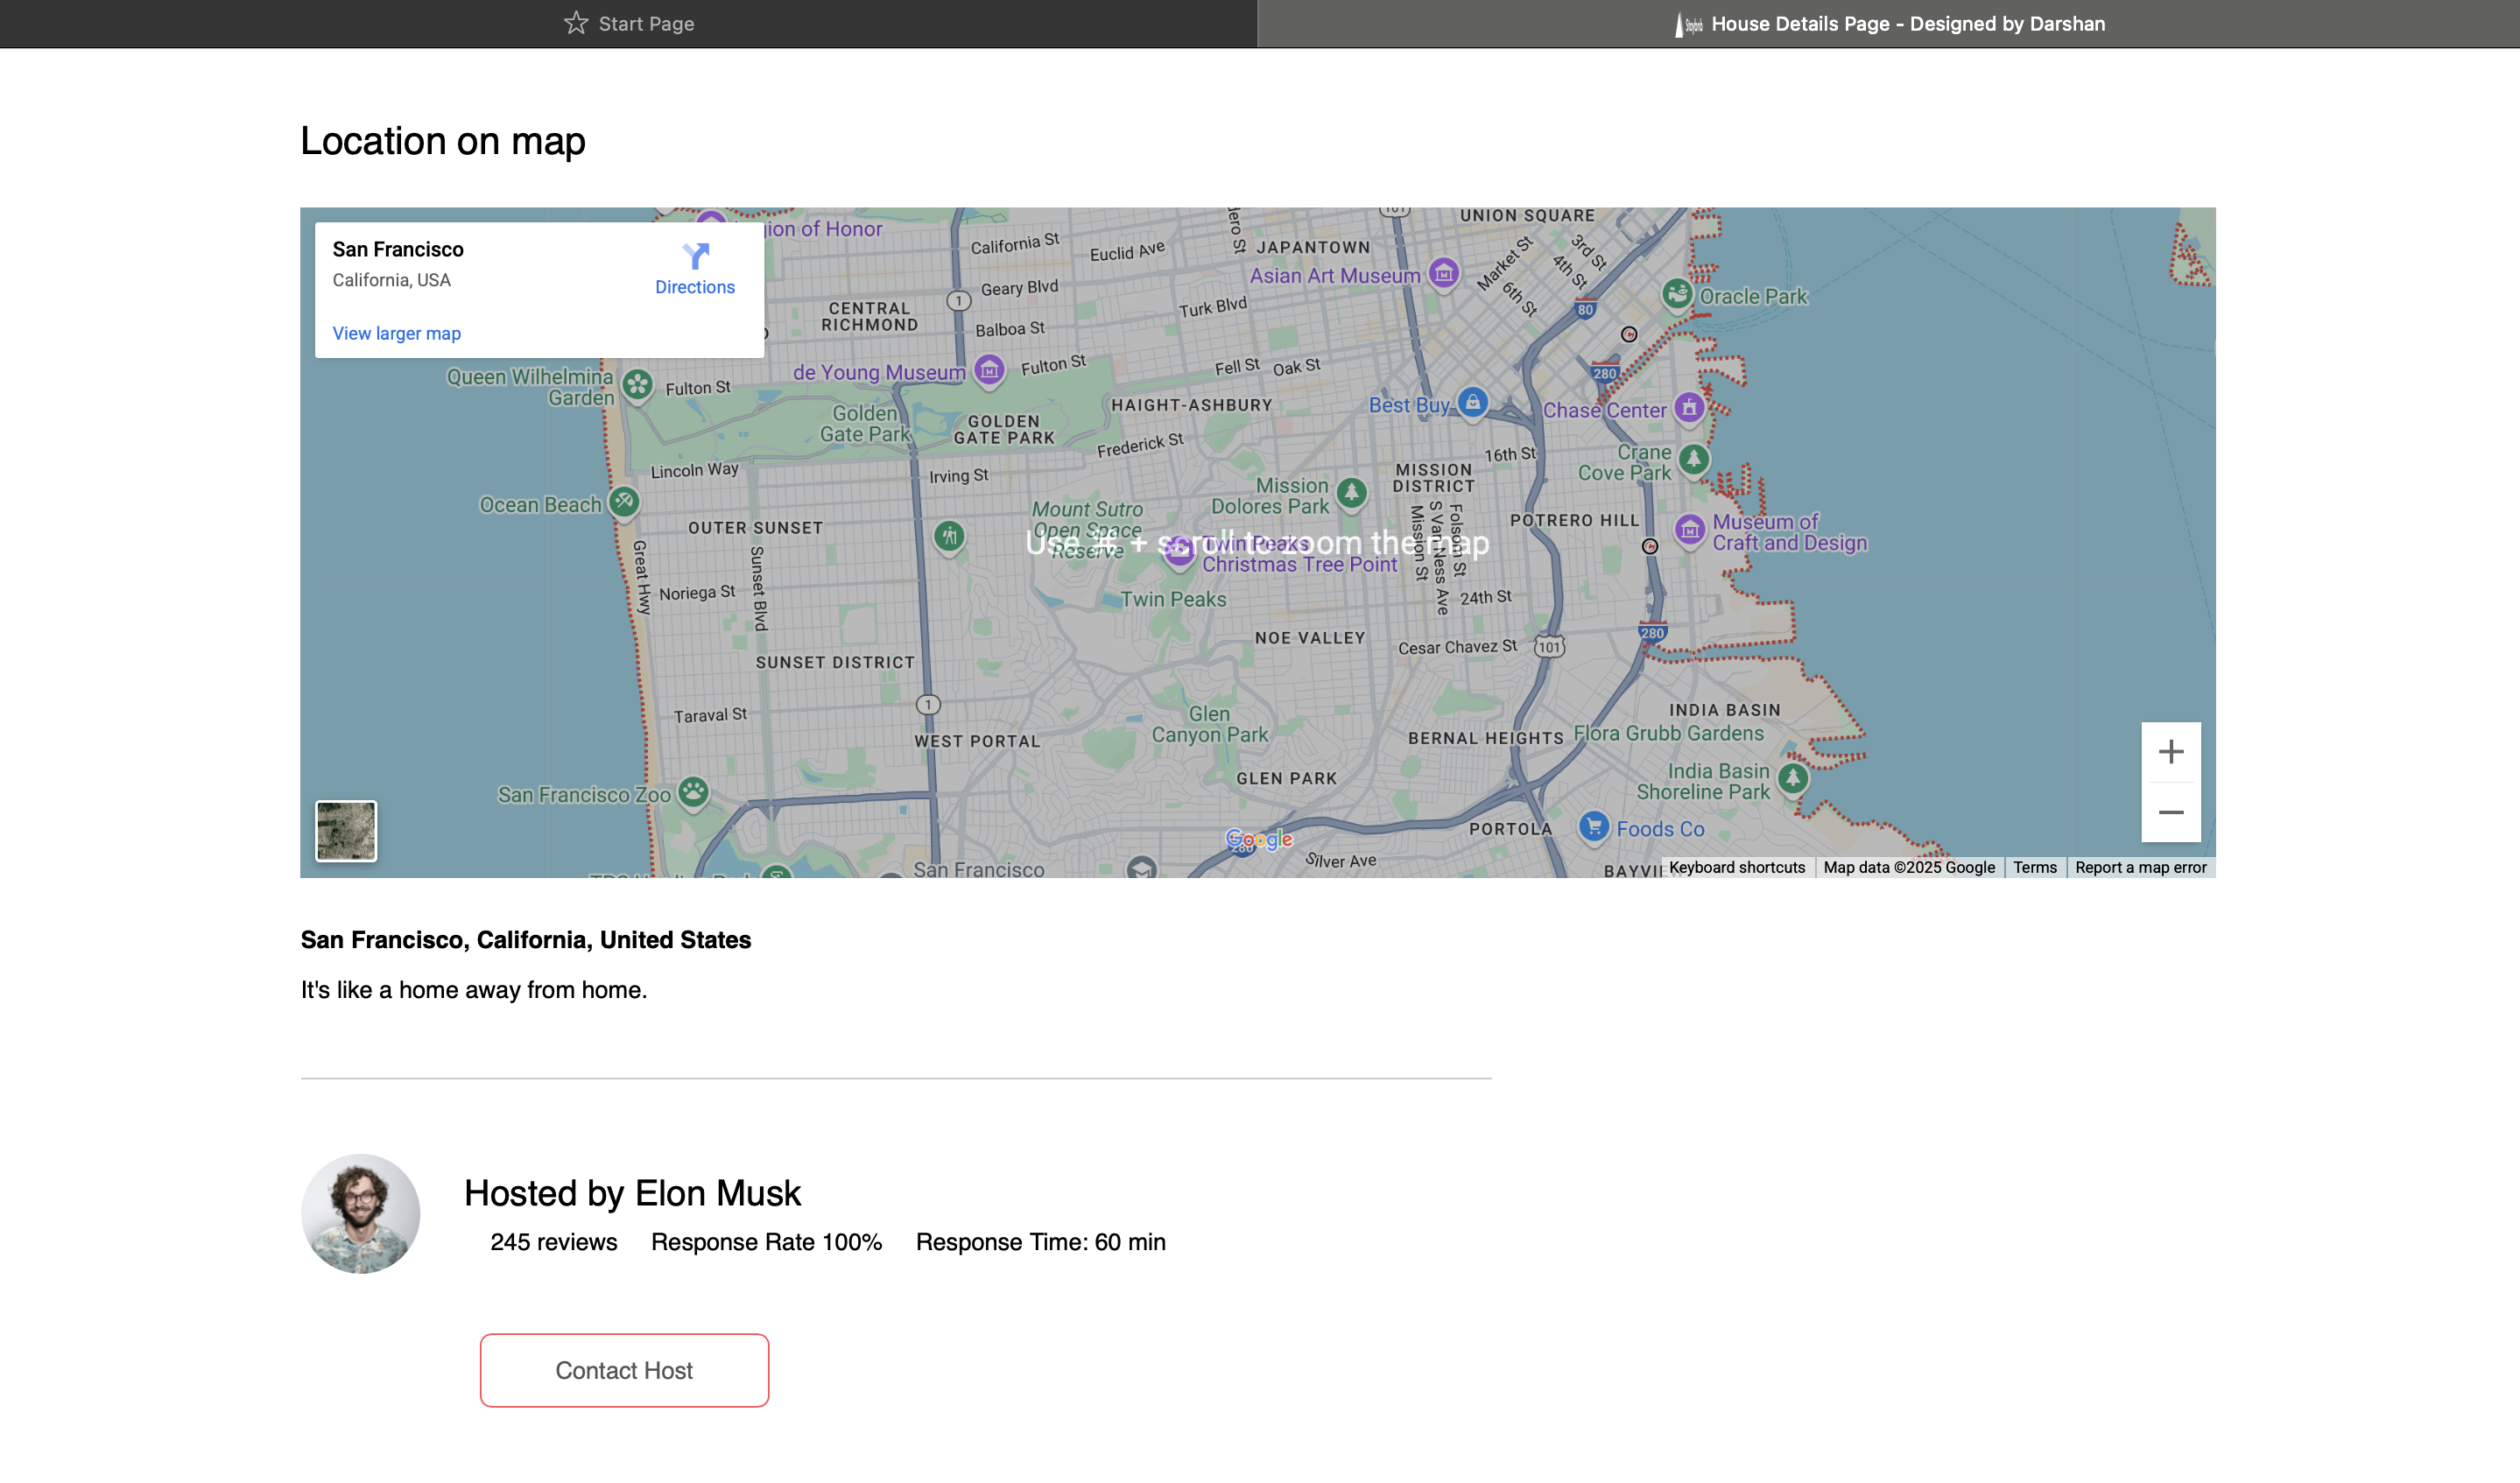 Start Page
House Details Page - Designed by Darshan
Location on map
San Francisco
California, USA
Directions
View larger map
gion of Honor
California St
Euclid Ave
JAPANTOWN
UNION SQUARE
Market St
3rd St
4th St
6th St
101
Asian Art Museum
Geary Blvd
Turk Blvd
CENTRAL
RICHMOND
1
Balboa St
80
Oracle Park
Queen Wilhelmina
Garden
Fulton St
de Young Museum
Fulton St
Fell St
Oak St
280
Golden
Gate Park
GOLDEN
GATE PARK
HAIGHT-ASHBURY
Best Buy
Chase Center
Frederick St
Lincoln Way
Irving St
16th St
Crane
Cove Park
MISSION
DISTRICT
Mission
Dolores Park
Ocean Beach
OUTER SUNSET
Mount Sutro
Open Space
Reserve
Use ⌘ + scroll to zoom the map
Twin Peaks
Christmas Tree Point
Mission St
S Van Ness Ave
Folsom St
POTRERO HILL
Museum of
Craft and Design
Great Hwy
Sunset Blvd
Noriega St
Twin Peaks
24th St
NOE VALLEY
Cesar Chavez St
101
280
SUNSET DISTRICT
Taraval St
1
WEST PORTAL
Glen
Canyon Park
BERNAL HEIGHTS
INDIA BASIN
Flora Grubb Gardens
GLEN PARK
India Basin
Shoreline Park
San Francisco Zoo
Google
280
Silver Ave
PORTOLA
Foods Co
San Francisco
Keyboard shortcuts
Map data ©2025 Google
Terms
Report a map error
San Francisco, California, United States
It's like a home away from home.
Hosted by Elon Musk
245 reviews Response Rate 100% Response Time: 60 min
Contact Host